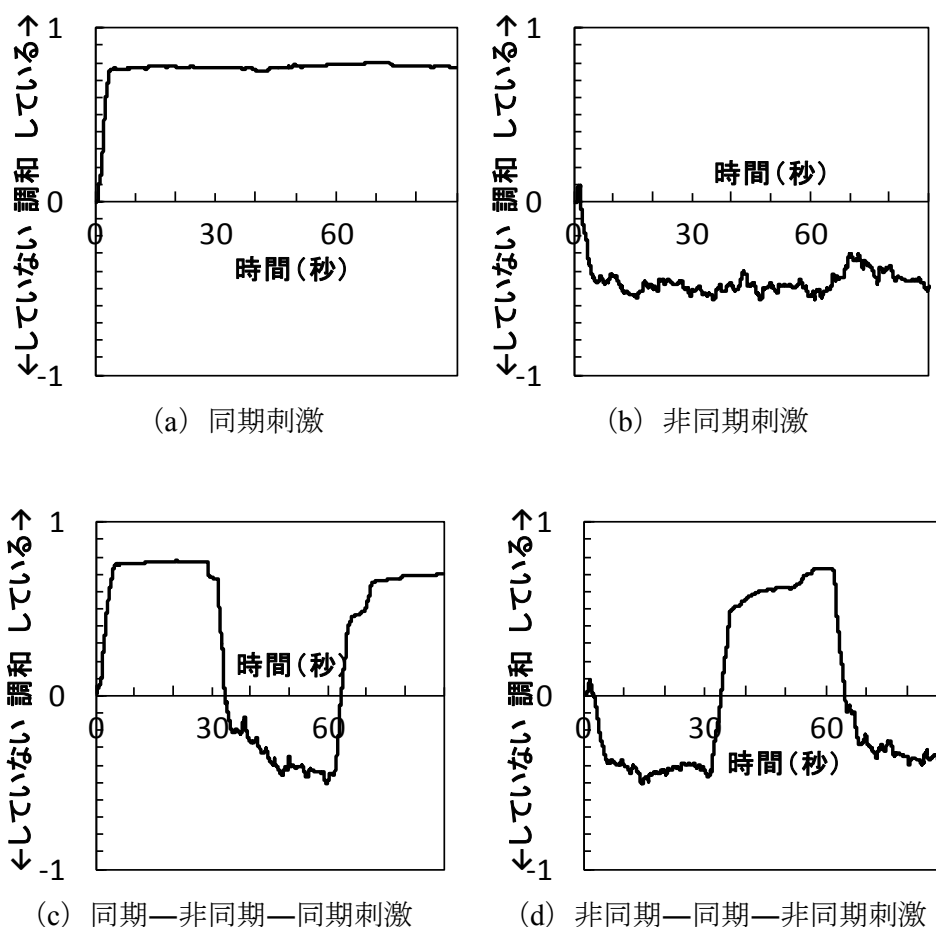 ←していない 調和 している→
1
0
-1
0
30
60
時間(秒)
(a) 同期刺激
←していない 調和 している→
1
0
-1
時間(秒)
0
30
60
(b) 非同期刺激
←していない 調和 している→
1
0
-1
時間(秒)
0
30
60
(c) 同期―非同期―同期刺激
←していない 調和 している→
1
0
-1
0
30
60
時間(秒)
(d) 非同期―同期―非同期刺激